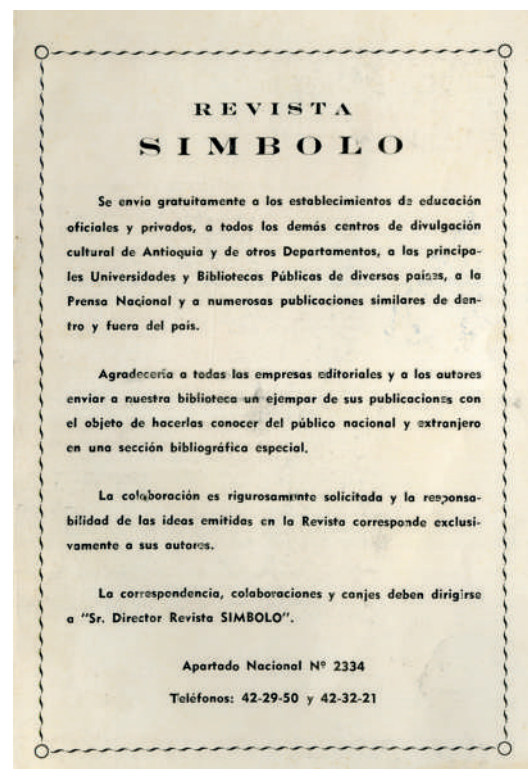 REVISTA
SIMBOLO
Se envia gratuitamente a los establecimientos de educación
oficiales y privados, a todos los demás centros de divulgación
cultural de Antioquia y de otros Departamentos, a las principa-
les Universidades y Bibliotecas Públicas de diversos países, a la
Prensa Nacional y a numerosas publicaciones similares de den-
tro y fuera del país.
Agradecería a todas las empresas editoriales y a los autores
enviar a nuestra biblioteca un ejempar de sus publicaciones con
el objeto de hacerlas conocer del público nacional y extranjero
en una sección bibliográfica especial.
La colaboración es rigurosamente solicitada y la responsa-
bilidad de las ideas emitidas en la Revista corresponde exclusi-
vamente a sus autores.
La correspondencia, colaboraciones y canjes deben dirigirse
a "Sr. Director Revista SIMBOLO".
Apartado Nacional Nº 2334
Teléfonos: 42-29-50 y 42-32-21